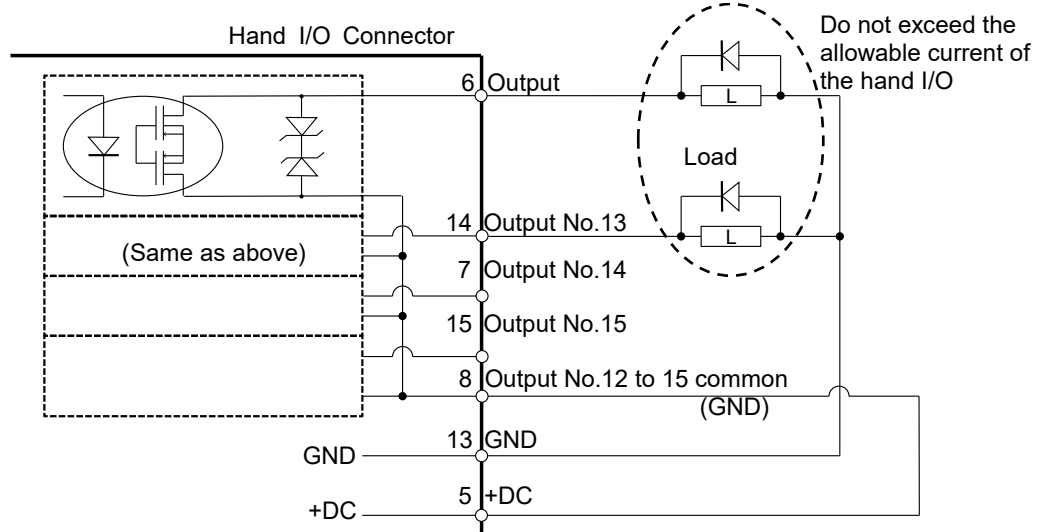 Hand I/O Connector
Do not exceed the
allowable current of
the hand I/O
6 Output
L
Load
14 Output No.13
L
(Same as above)
7 Output No.14
15 Output No.15
8 Output No.12 to 15 common
(GND)
GND 13 GND
+DC 5 +DC